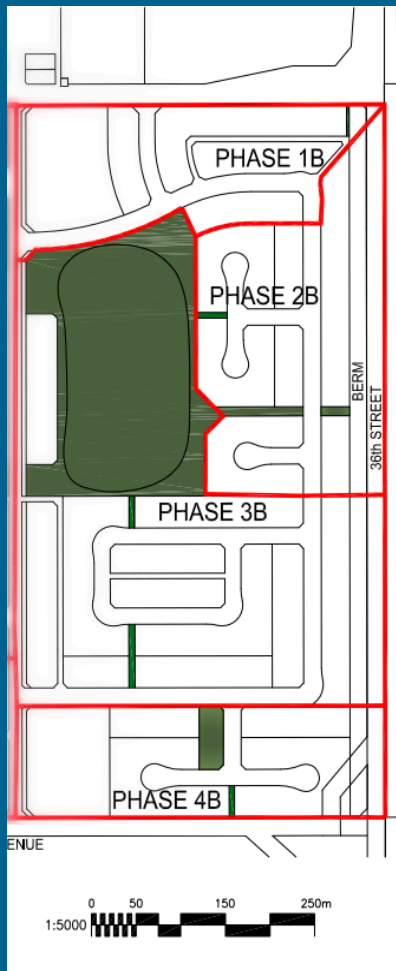 PHASE 1B
PHASE 2B
BERM
36th STREET
PHASE 3B
PHASE 4B
ENUE
0 50 150 250m
1:5000